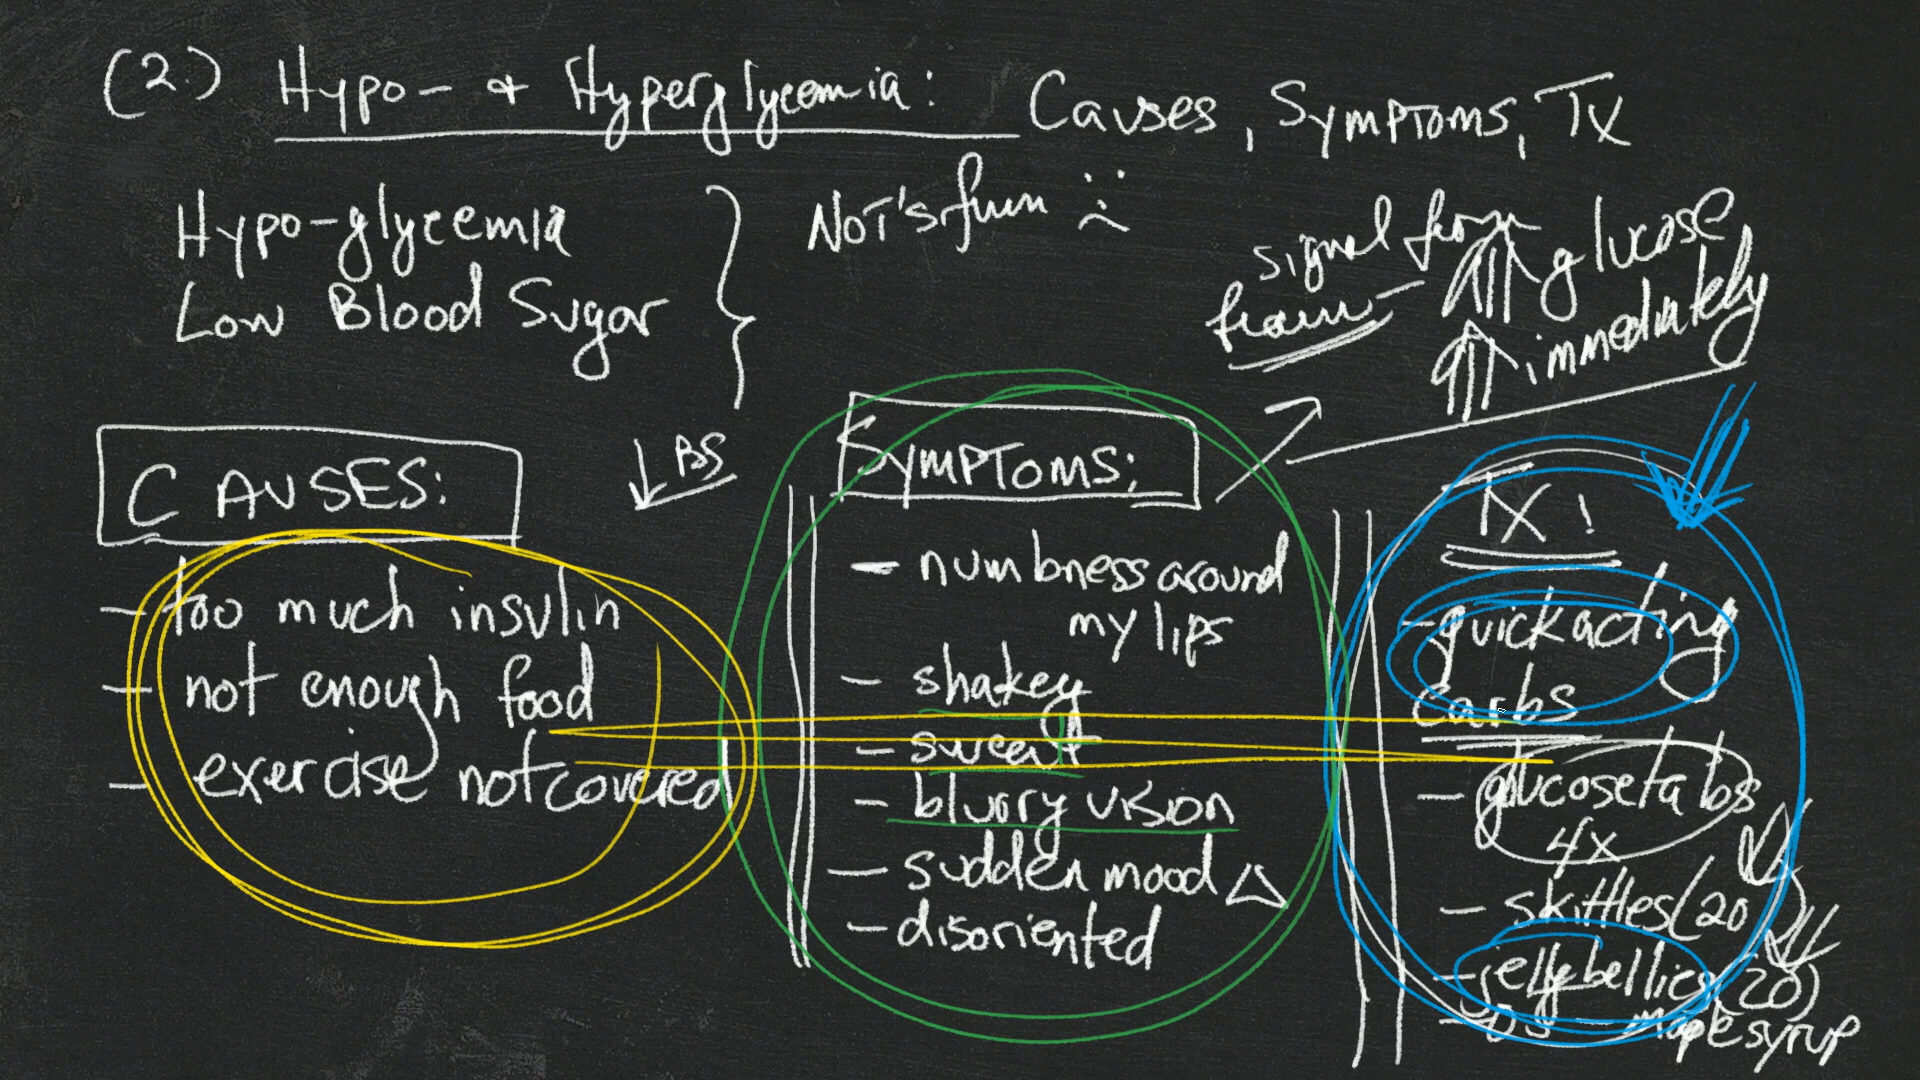 (2.) Hypo- + Hyperglycemia: Causes, Symptoms, Tx
Hypo-glycemia
Low Blood Sugar
NOT's fun
signal from
glucose
immediately
↓ BS
CAUSES:
- too much insulin
- not enough food
- exercise not covered
SYMPTOMS:
- numbness around
my lips
- shakey
- sweat
- blurry vision
- sudden mood Δ
- disoriented
TX!
- quick acting
carbs
- glucose tabs
4x
- skittles (20)
- jelly bellies (20)
- maple syrup